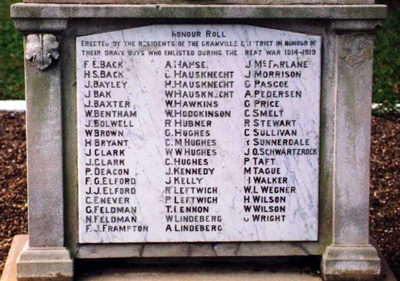 HONOUR ROLL
ERECTED BY THE RESIDENTS OF THE GRANVILLE DISTRICT IN HONOUR OF
THEIR BRAVE BOYS WHO ENLISTED DURING THE REAT WAR 1914-1919
F E BACK
H S BACK
J BAYLEY
J BAK
J BAXTER
W BENTHAM
J BOLWELL
W BROWN
H BRYANT
J CLARK
J CLARK
P DEACON
F G ELFORD
J J ELFORD
C ENEVER
G FELDMAN
N FELDMAN
F J FRAMPTON
A HANSE
HAUSKNECHT
H HAUSKNECHT
W HAUSKNECHT
W HAWKINS
W HODGKINSON
R HUBNER
G HUGHES
C M HUGHES
W W HUGHES
C HUGHES
J KENNEDY
J KELLY
LEFTWICH
LEFTWICH
T LENNON
W LINDEBERG
A LINDEBERG
J McFARLANE
J MORRISON
G PASCOE
A PEDERSEN
G PRICE
C SMELT
R STEWART
C SULLIVAN
SUNNERDALE
J O SCHWARTZROCK
P TAFT
M TAGUE
WALKER
W L WEGNER
H WILSON
W WILSON
WRIGHT